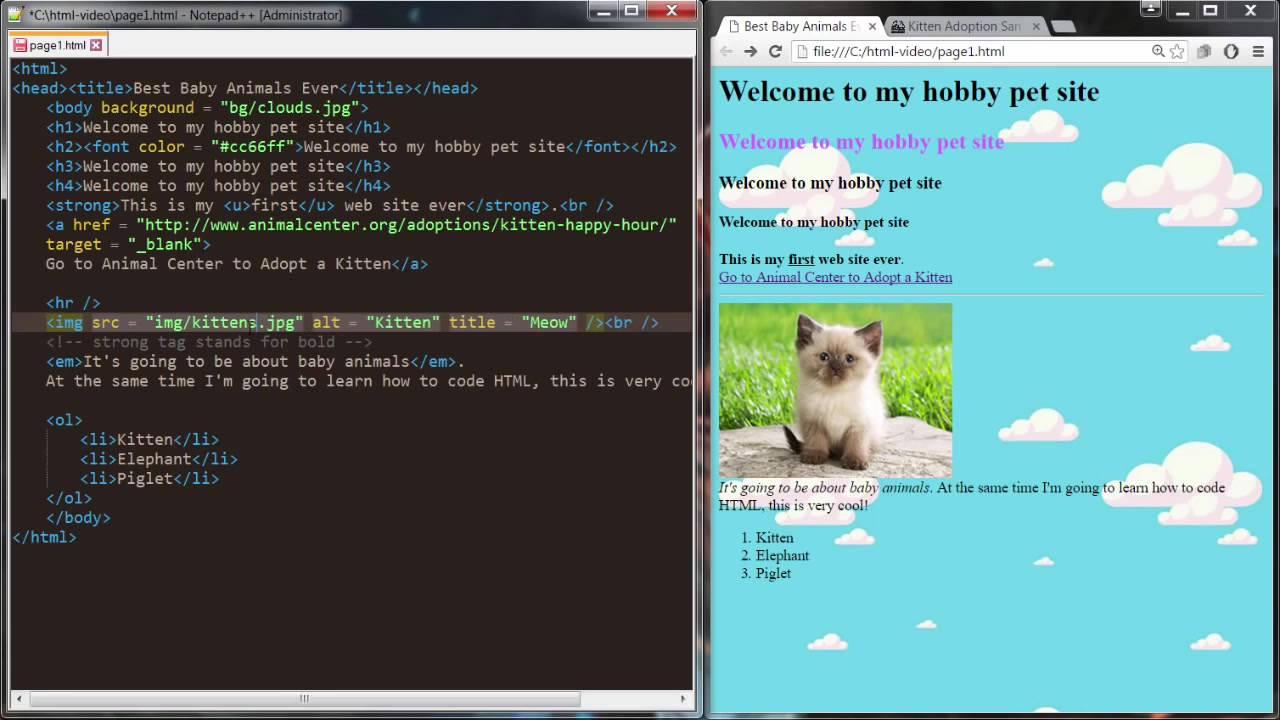 *C:\html-video\page1.html - Notepad++ [Administrator]
page1.html
<html>
<head><title>Best Baby Animals Ever</title></head>
<body background = "bg/clouds.jpg">
<h1>Welcome to my hobby pet site</h1>
<h2><font color = "#cc66ff">Welcome to my hobby pet site</font></h2>
<h3>Welcome to my hobby pet site</h3>
<h4>Welcome to my hobby pet site</h4>
<strong>This is my <u>first</u> web site ever</strong>.<br />
<a href = "http://www.animalcenter.org/adoptions/kitten-happy-hour/"
target = "_blank">
Go to Animal Center to Adopt a Kitten</a>
<hr />
<img src = "img/kittens.jpg" alt = "Kitten" title = "Meow" /><br />
<!-- strong tag stands for bold -->
<em>It's going to be about baby animals</em>.
At the same time I'm going to learn how to code HTML, this is very coo
<ol>
<li>Kitten</li>
<li>Elephant</li>
<li>Piglet</li>
</ol>
</body>
</html>
Best Baby Animals Ev
Kitten Adoption San
file:///C:/html-video/page1.html
Welcome to my hobby pet site
Welcome to my hobby pet site
Welcome to my hobby pet site
Welcome to my hobby pet site
This is my first web site ever.
Go to Animal Center to Adopt a Kitten
It's going to be about baby animals. At the same time I'm going to learn how to code
HTML, this is very cool!
1. Kitten
2. Elephant
3. Piglet